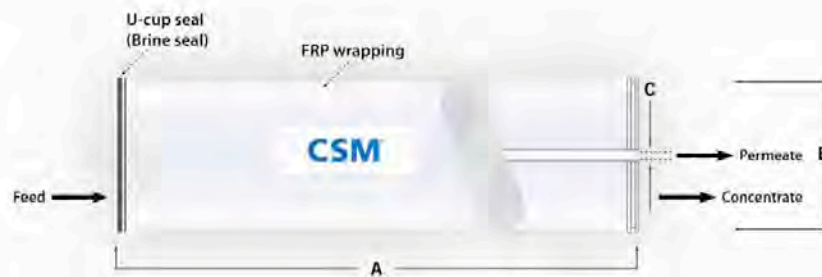 U-cup seal
(Brine seal)
FRP wrapping
C
CSM
Permeate
B
Feed
Concentrate
A